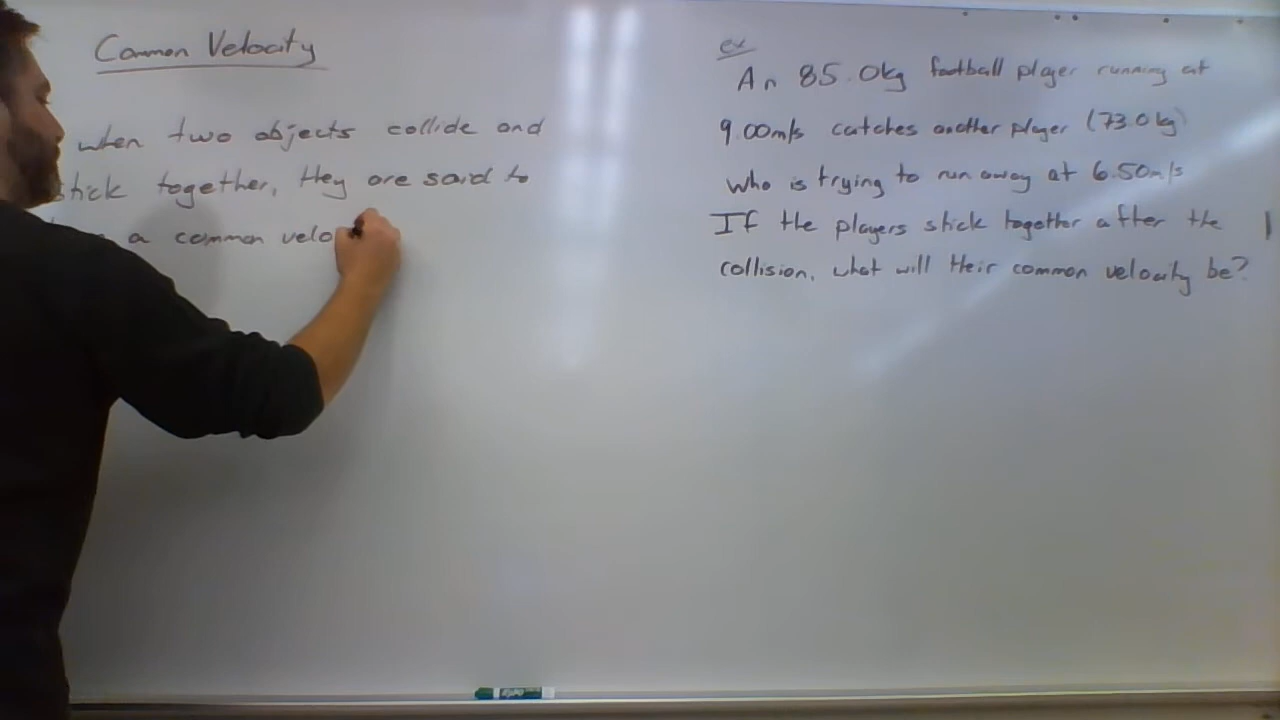 Common Velocity
when two objects collide and
stick together, they are said to
a common velo
ex
An 85.0kg football player running at
9.00m/s catches another player (73.0kg)
who is trying to run away at 6.50m/s
If the players stick together after the
collision, what will their common velocity be?